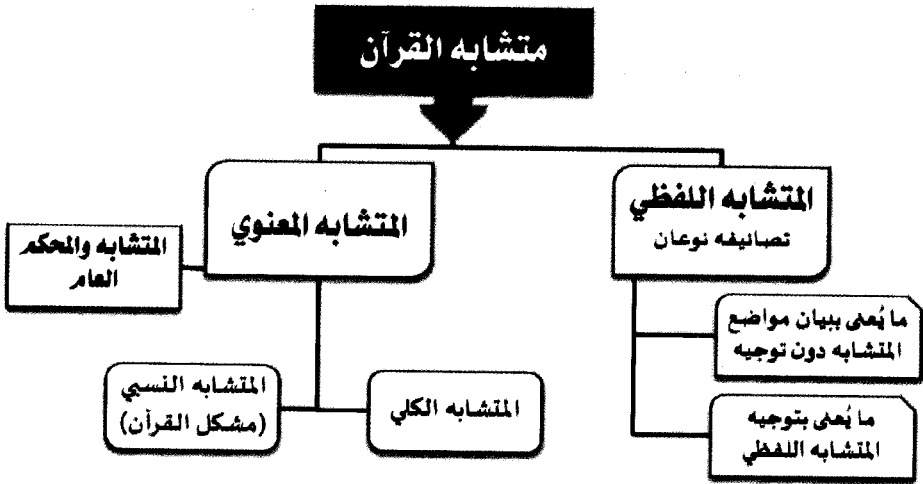 متشابه القرآن
المتشابه اللفظي
تصانيفه نوعان
ما يُعنى ببيان مواضع
المتشابه دون توجيه
ما يُعنى بتوجيه
المتشابه اللفظي
المتشابه المعنوي
المتشابه والمحكم
العام
المتشابه الكلي
المتشابه النسبي
(مشكل القرآن)